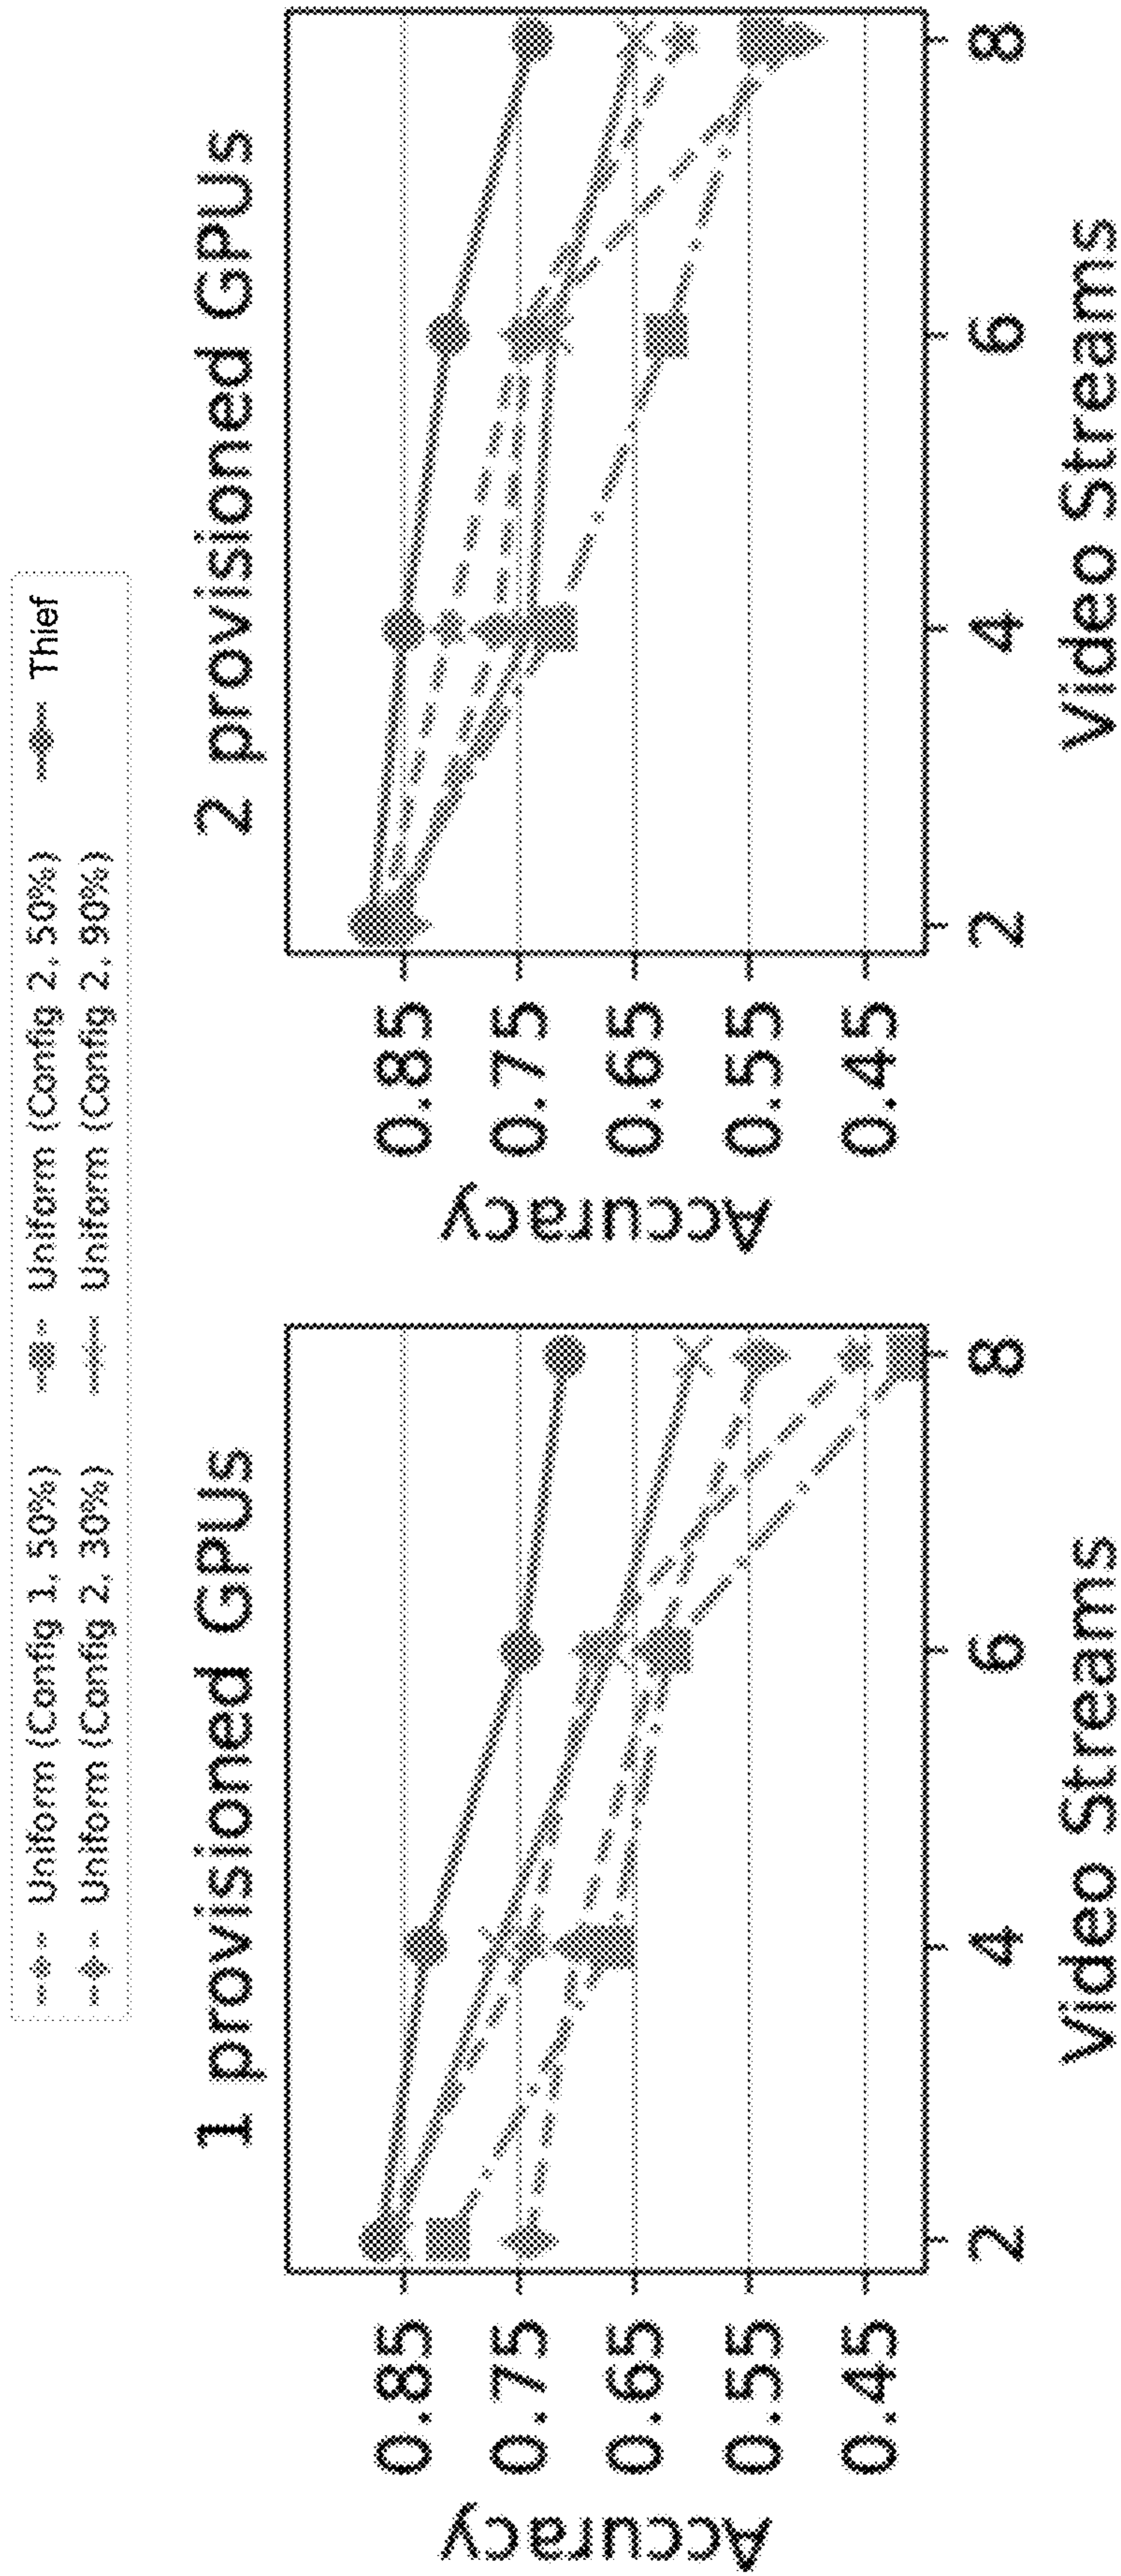 Uniform (Config 1, 50%)
Uniform (Config 2, 50%)
Thief
Uniform (Config 2, 30%)
Uniform (Config 2, 90%)
1 provisioned GPUs
Accuracy
0.85
0.75
0.65
0.55
0.45
2 4 6 8
Video Streams
2 provisioned GPUs
Accuracy
0.85
0.75
0.65
0.55
0.45
2 4 6 8
Video Streams